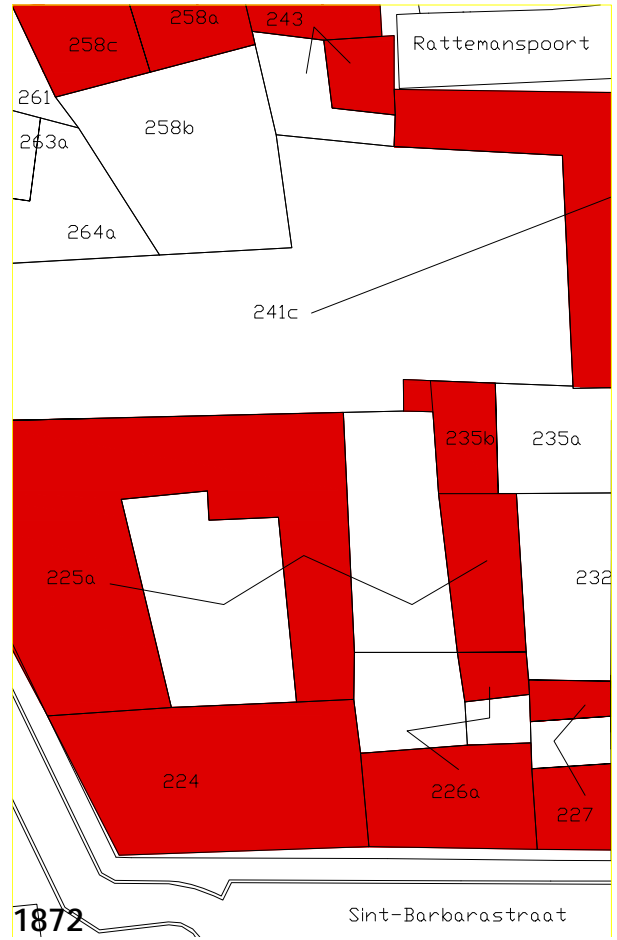 258a
243
258c
Rattemanspoort
261
258b
263a
264a
241c
235b
235a
225a
232
224
226a
227
1872
Sint-Barbarastraat